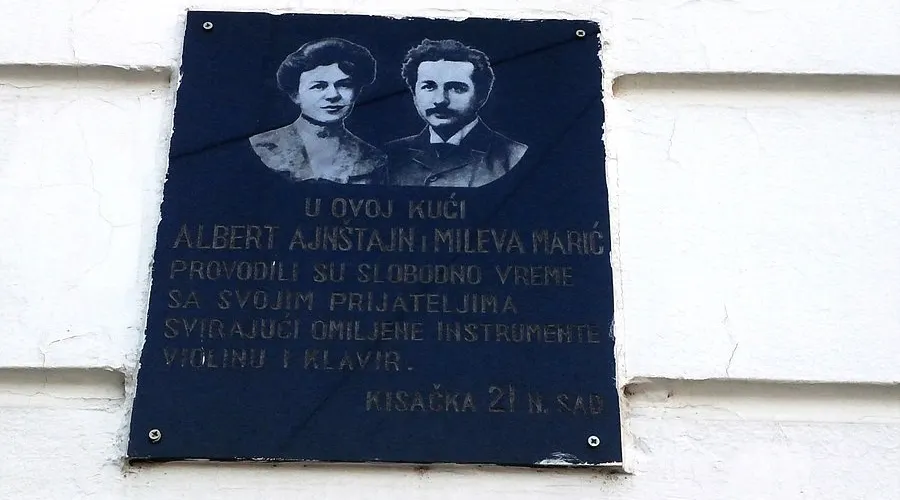 U OVOJ KUĆI
ALBERT AJNŠTAJN I MILEVA MARIĆ
PROVODILI SU SLOBODNO VREME
SA SVOJIM PRIJATELJIMA
SVIRAJUĆI OMILJENE INSTRUMENTE
VIOLINU I KLAVIR.
KISAČKA 21 N. SAD